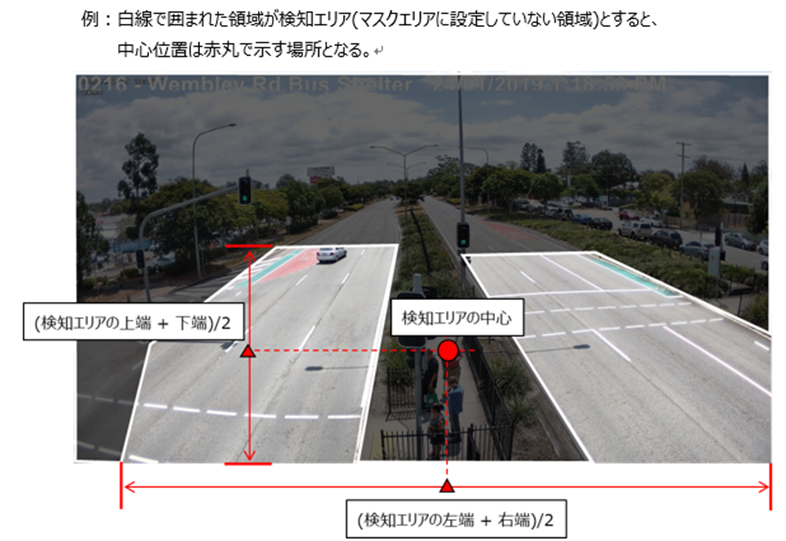 例：白線で囲まれた領域が検知エリア(マスクエリアに設定していない領域)とすると、
中心位置は赤丸で示す場所となる。↵
0216 - Wembley Rd Bus Shelter
(検知エリアの上端 + 下端)/2
検知エリアの中心
(検知エリアの左端 + 右端)/2